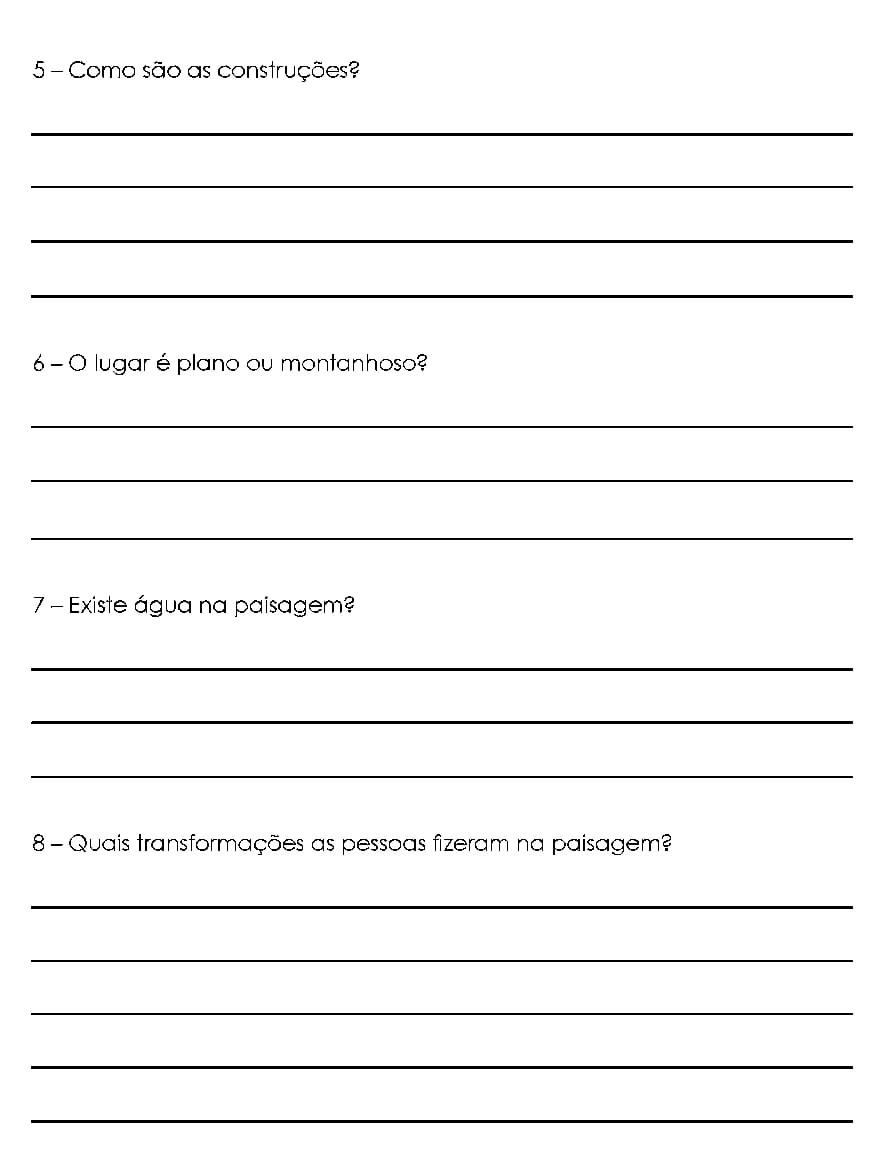 5 – Como são as construções?
6 – O lugar é plano ou montanhoso?
7 – Existe água na paisagem?
8 – Quais transformações as pessoas fizeram na paisagem?